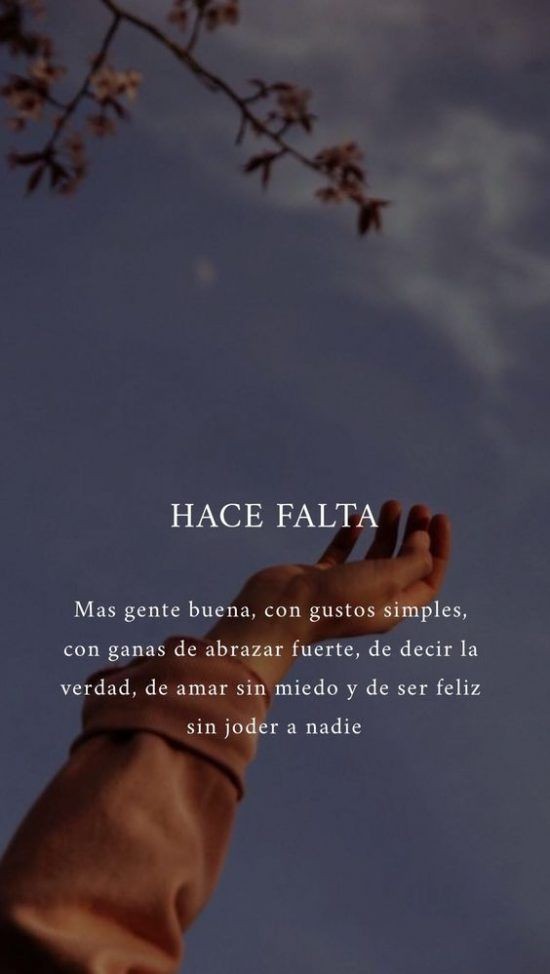 HACE FALTA
Mas gente buena, con gustos simples,
con ganas de abrazar fuerte, de decir la
verdad, de amar sin miedo y de ser feliz
sin joder a nadie